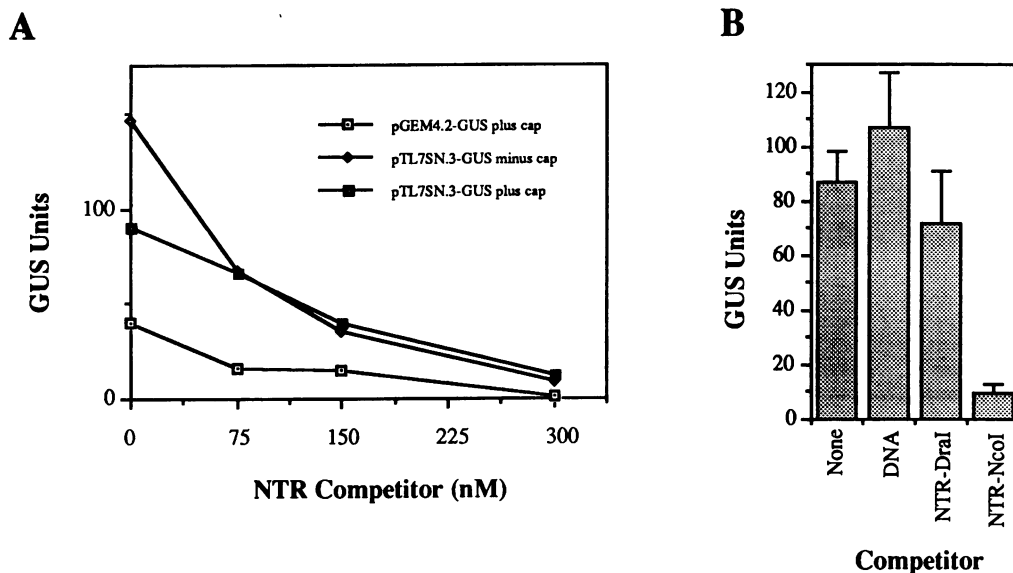 A
GUS Units
100
0
pGEM4.2-GUS plus cap
pTL7SN.3-GUS minus cap
pTL7SN.3-GUS plus cap
0 75 150 225 300
NTR Competitor (nM)
B
GUS Units
120
100
80
60
40
20
0
None
DNA
NTR-DraI
NTR-NcoI
Competitor